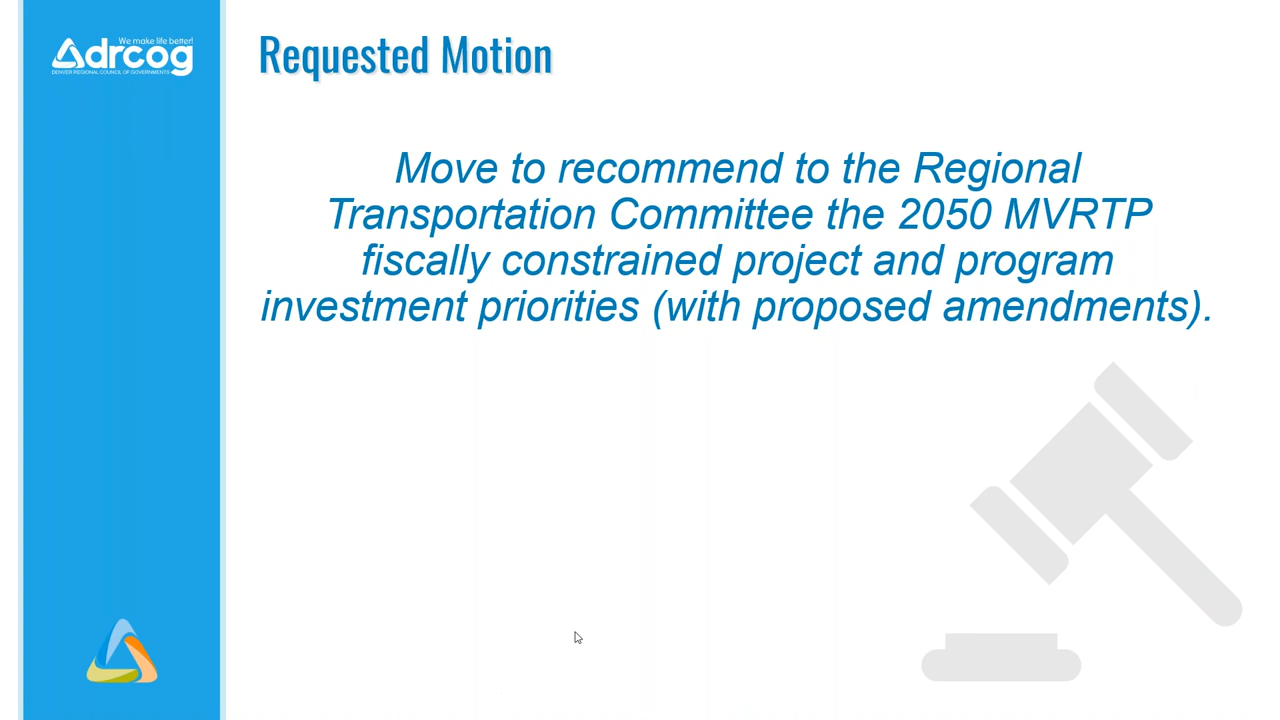 We make life better!
drcog
DENVER REGIONAL COUNCIL OF GOVERNMENTS
Requested Motion
Move to recommend to the Regional
Transportation Committee the 2050 MVRTP
fiscally constrained project and program
investment priorities (with proposed amendments).